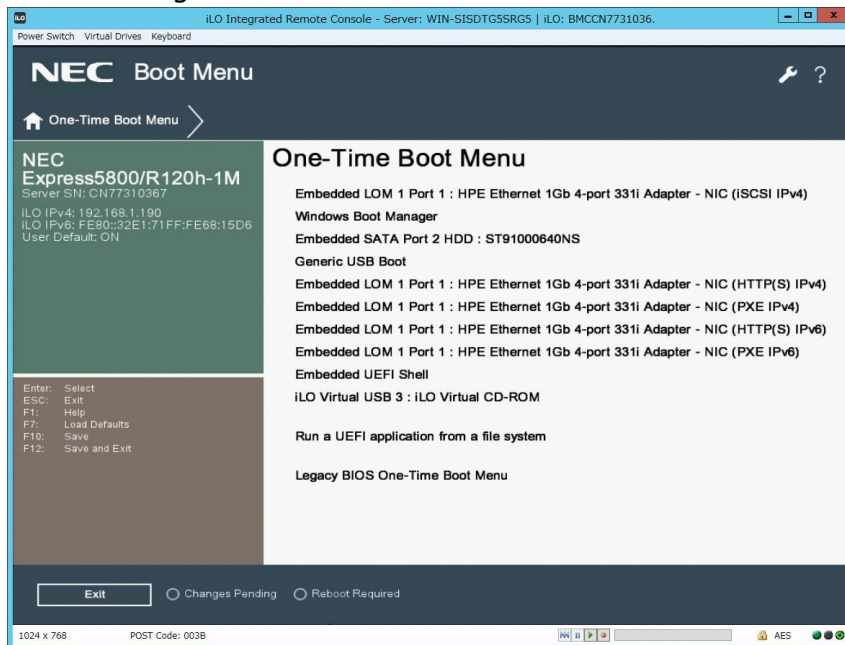 iLO Integrated Remote Console - Server: WIN-SISDTG5SRG5 | iLO: BMCCN7731036.
Power Switch Virtual Drives Keyboard
NEC Boot Menu
?
One-Time Boot Menu
NEC
Express5800/R120h-1M
Server SN: CN77310367
iLO IPv4: 192.168.1.190
iLO IPv6: FE80::32E1:71FF:FE68:15D6
User Default: ON
Enter: Select
ESC: Exit
F1: Help
F7: Load Defaults
F10: Save
F12: Save and Exit
One-Time Boot Menu
Embedded LOM 1 Port 1 : HPE Ethernet 1Gb 4-port 331i Adapter - NIC (iSCSI IPv4)
Windows Boot Manager
Embedded SATA Port 2 HDD : ST91000640NS
Generic USB Boot
Embedded LOM 1 Port 1 : HPE Ethernet 1Gb 4-port 331i Adapter - NIC (HTTP(S) IPv4)
Embedded LOM 1 Port 1 : HPE Ethernet 1Gb 4-port 331i Adapter - NIC (PXE IPv4)
Embedded LOM 1 Port 1 : HPE Ethernet 1Gb 4-port 331i Adapter - NIC (HTTP(S) IPv6)
Embedded LOM 1 Port 1 : HPE Ethernet 1Gb 4-port 331i Adapter - NIC (PXE IPv6)
Embedded UEFI Shell
iLO Virtual USB 3 : iLO Virtual CD-ROM
Run a UEFI application from a file system
Legacy BIOS One-Time Boot Menu
Exit Changes Pending Reboot Required
1024 x 768 POST Code: 003B AES